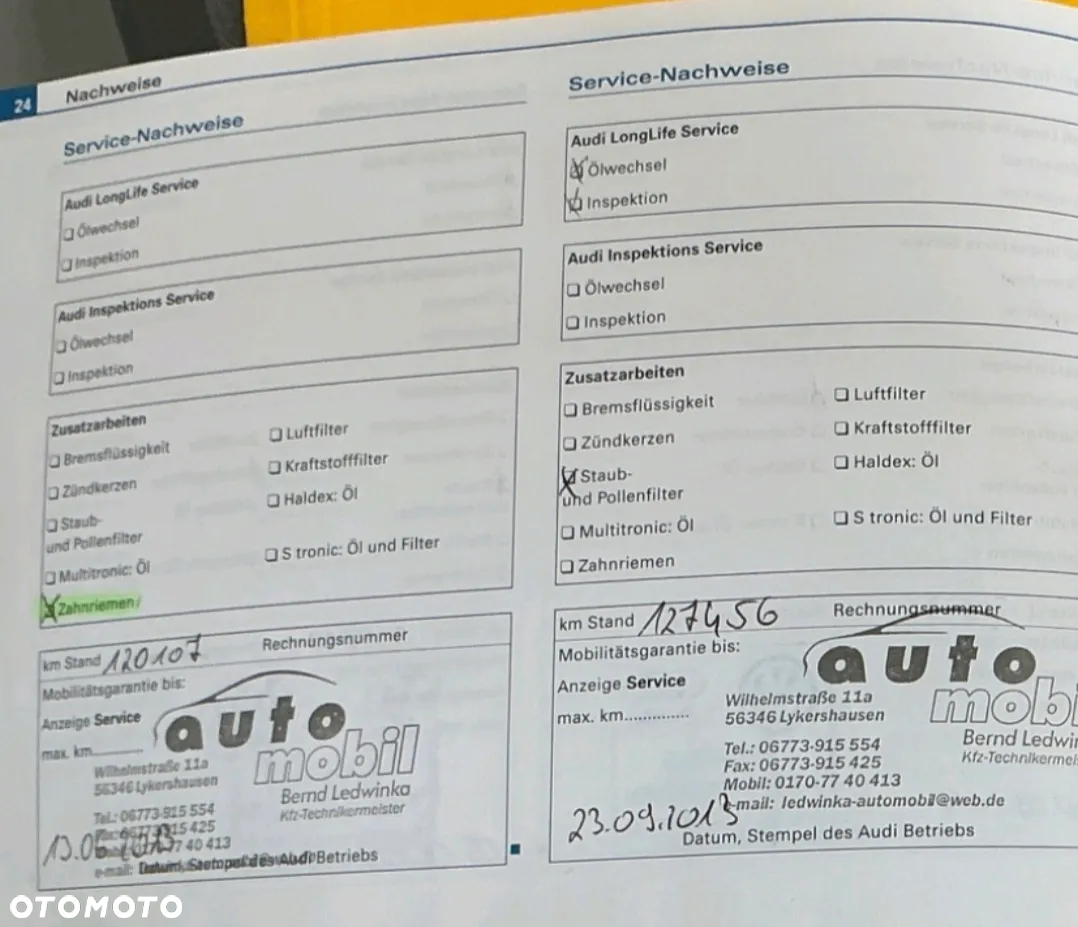 24 Nachweise
Service-Nachweise
Audi LongLife Service
Ölwechsel
Inspektion
Audi Inspektions Service
Ölwechsel
Inspektion
Zusatzarbeiten
Bremsflüssigkeit
Luftfilter
Zündkerzen
Kraftstofffilter
Staub-
und Pollenfilter
Haldex: Öl
Multitronic: Öl
S tronic: Öl und Filter
Zahnriemen
km Stand 120107 Rechnungsnummer
Mobilitätsgarantie bis:
Anzeige Service
max. km
auto
mobil
Wilhelmstraße 11a
56346 Lykershausen
Bernd Ledwinka
Kfz-Technikermeister
Tel.: 06773-915 554
Datum, Stempel des Audi Betriebs
Service-Nachweise
Audi LongLife Service
Ölwechsel
Inspektion
Audi Inspektions Service
Ölwechsel
Inspektion
Zusatzarbeiten
Bremsflüssigkeit
Luftfilter
Zündkerzen
Kraftstofffilter
Staub-
und Pollenfilter
Haldex: Öl
Multitronic: Öl
S tronic: Öl und Filter
Zahnriemen
km Stand 127456 Rechnungsnummer
Mobilitätsgarantie bis:
Anzeige Service
max. km..............
auto
mobi
Wilhelmstraße 11a
56346 Lykershausen
Bernd Ledwin
Kfz-Technikermeis
Tel.: 06773-915 554
Fax: 06773-915 425
Mobil: 0170-77 40 413
e-mail: ledwinka-automobil@web.de
23.09.2013
Datum, Stempel des Audi Betriebs
OTOMOTO